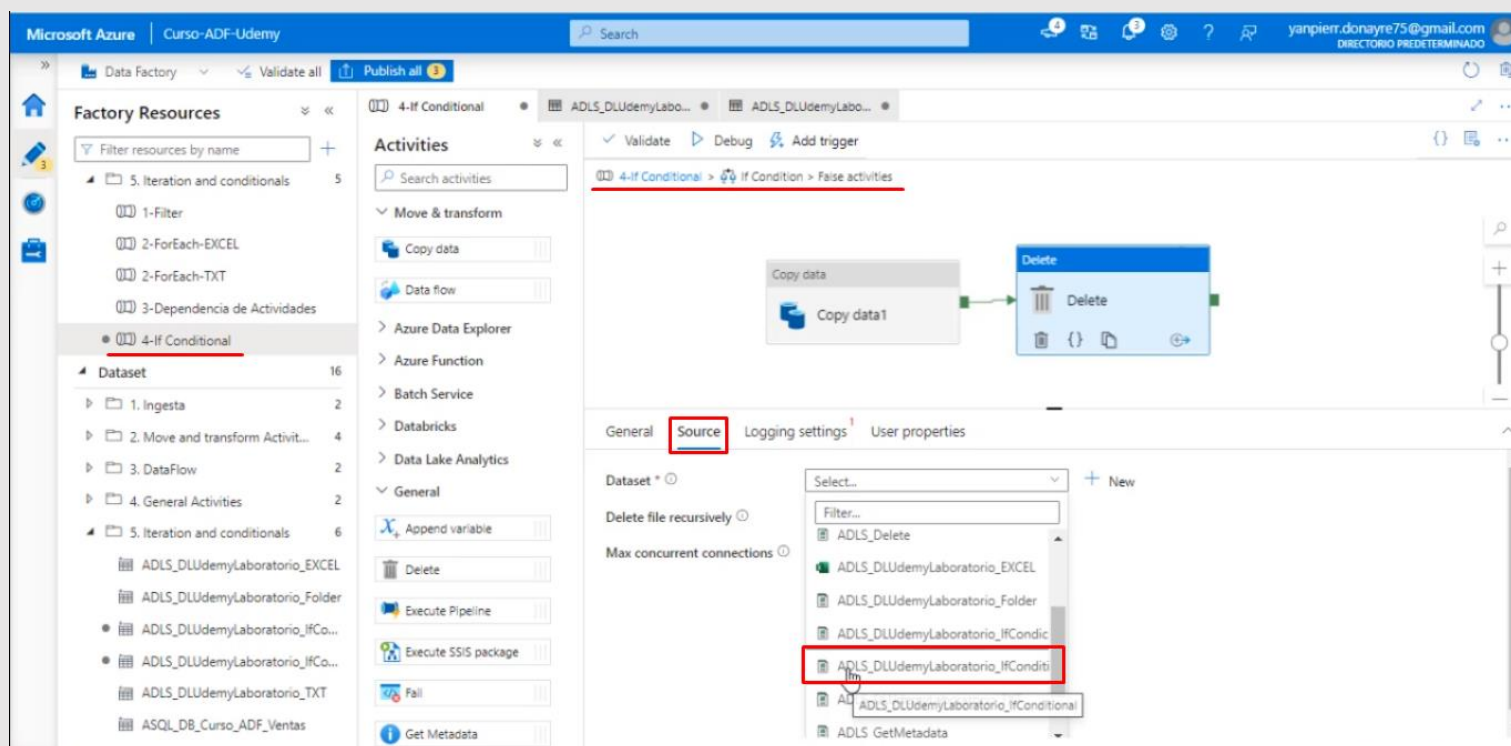 Microsoft Azure
Curso-ADF-Udemy
Search
4
3
yanpierr.donayre75@gmail.com
DIRECTORIO PREDETERMINADO
Data Factory
Validate all
Publish all 3
Factory Resources
Filter resources by name
3
5. Iteration and conditionals 5
1-Filter
2-ForEach-EXCEL
2-ForEach-TXT
3-Dependencia de Actividades
4-If Conditional
Dataset 16
1. Ingesta 2
2. Move and transform Activit... 4
3. DataFlow 2
4. General Activities 2
5. Iteration and conditionals 6
ADLS_DLUdemyLaboratorio_EXCEL
ADLS_DLUdemyLaboratorio_Folder
ADLS_DLUdemyLaboratorio_IfCo...
ADLS_DLUdemyLaboratorio_IfCo...
ADLS_DLUdemyLaboratorio_TXT
ASQL_DB_Curso_ADF_Ventas
4-If Conditional
ADLS_DLUdemyLabo...
ADLS_DLUdemyLabo...
Activities
Search activities
Move & transform
Copy data
Data flow
Azure Data Explorer
Azure Function
Batch Service
Databricks
Data Lake Analytics
General
Append variable
Delete
Execute Pipeline
Execute SSIS package
Fail
Get Metadata
Validate
Debug
Add trigger
4-If Conditional > If Condition > False activities
Copy data
Copy data1
Delete
Delete
General
Source
Logging settings 1
User properties
Dataset *
Select...
New
Delete file recursively
Filter...
Max concurrent connections
ADLS_Delete
ADLS_DLUdemyLaboratorio_EXCEL
ADLS_DLUdemyLaboratorio_Folder
ADLS_DLUdemyLaboratorio_IfCondic
ADLS_DLUdemyLaboratorio_IfConditi
AD
ADLS_DLUdemyLaboratorio_IfConditional
ADLS_GetMetadata